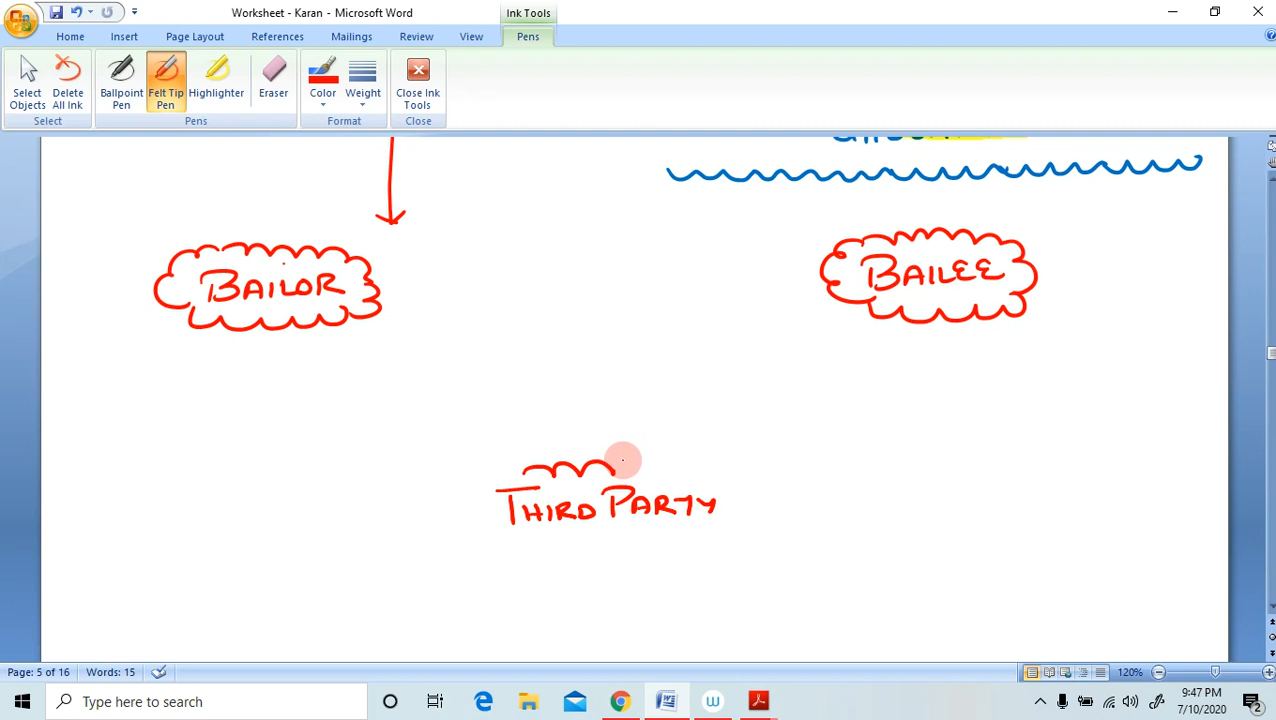 Worksheet - Karan - Microsoft Word
Ink Tools
Home Insert Page Layout References Mailings Review View Pens
Select Objects
Delete All Ink
Ballpoint Pen
Felt Tip Pen
Highlighter
Eraser
Color
Weight
Close Ink Tools
Select
Pens
Format
Close
BAILOR
BAILEE
THIRD PARTY
Page: 5 of 16
Words: 15
120%
Type here to search
9:47 PM
7/10/2020
2